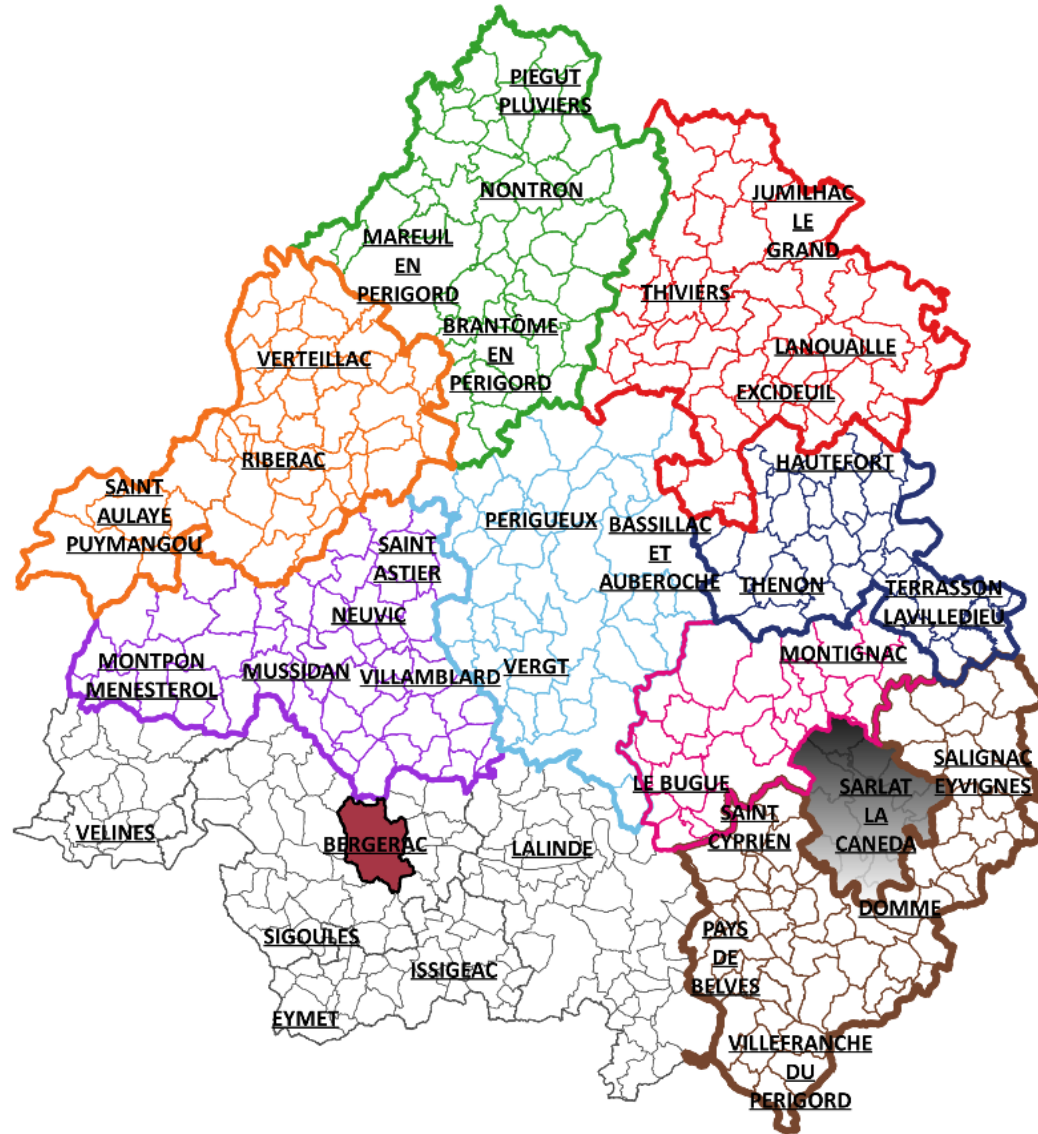 PIEGUT
PLUVIERS
NONTRON
JUMILHAC
LE
GRAND
MAREUIL
EN
PERIGORD
THIVIERS
BRANTÔME
EN
PERIGORD
LANOUAILLE
VERTEILLAC
EXCIDEUIL
RIBERAC
HAUTEFORT
SAINT
AULAYE
PUYMANGOU
PERIGUEUX
BASSILLAC
ET
AUBEROCHE
SAINT
ASTIER
THENON
TERRASSON
LAVILLEDIEU
NEUVIC
MONTPON
MENESTEROL
MUSSIDAN
VILLAMBLARD
VERGT
MONTIGNAC
SALIGNAC
EYVIGNES
LE BUGUE
SARLAT
LA
CANEDA
SAINT
CYPRIEN
VELINES
BERGERAC
LALINDE
DOMME
SIGOULES
ISSIGEAC
PAYS
DE
BELVES
EYMET
VILLEFRANCHE
DU
PERIGORD